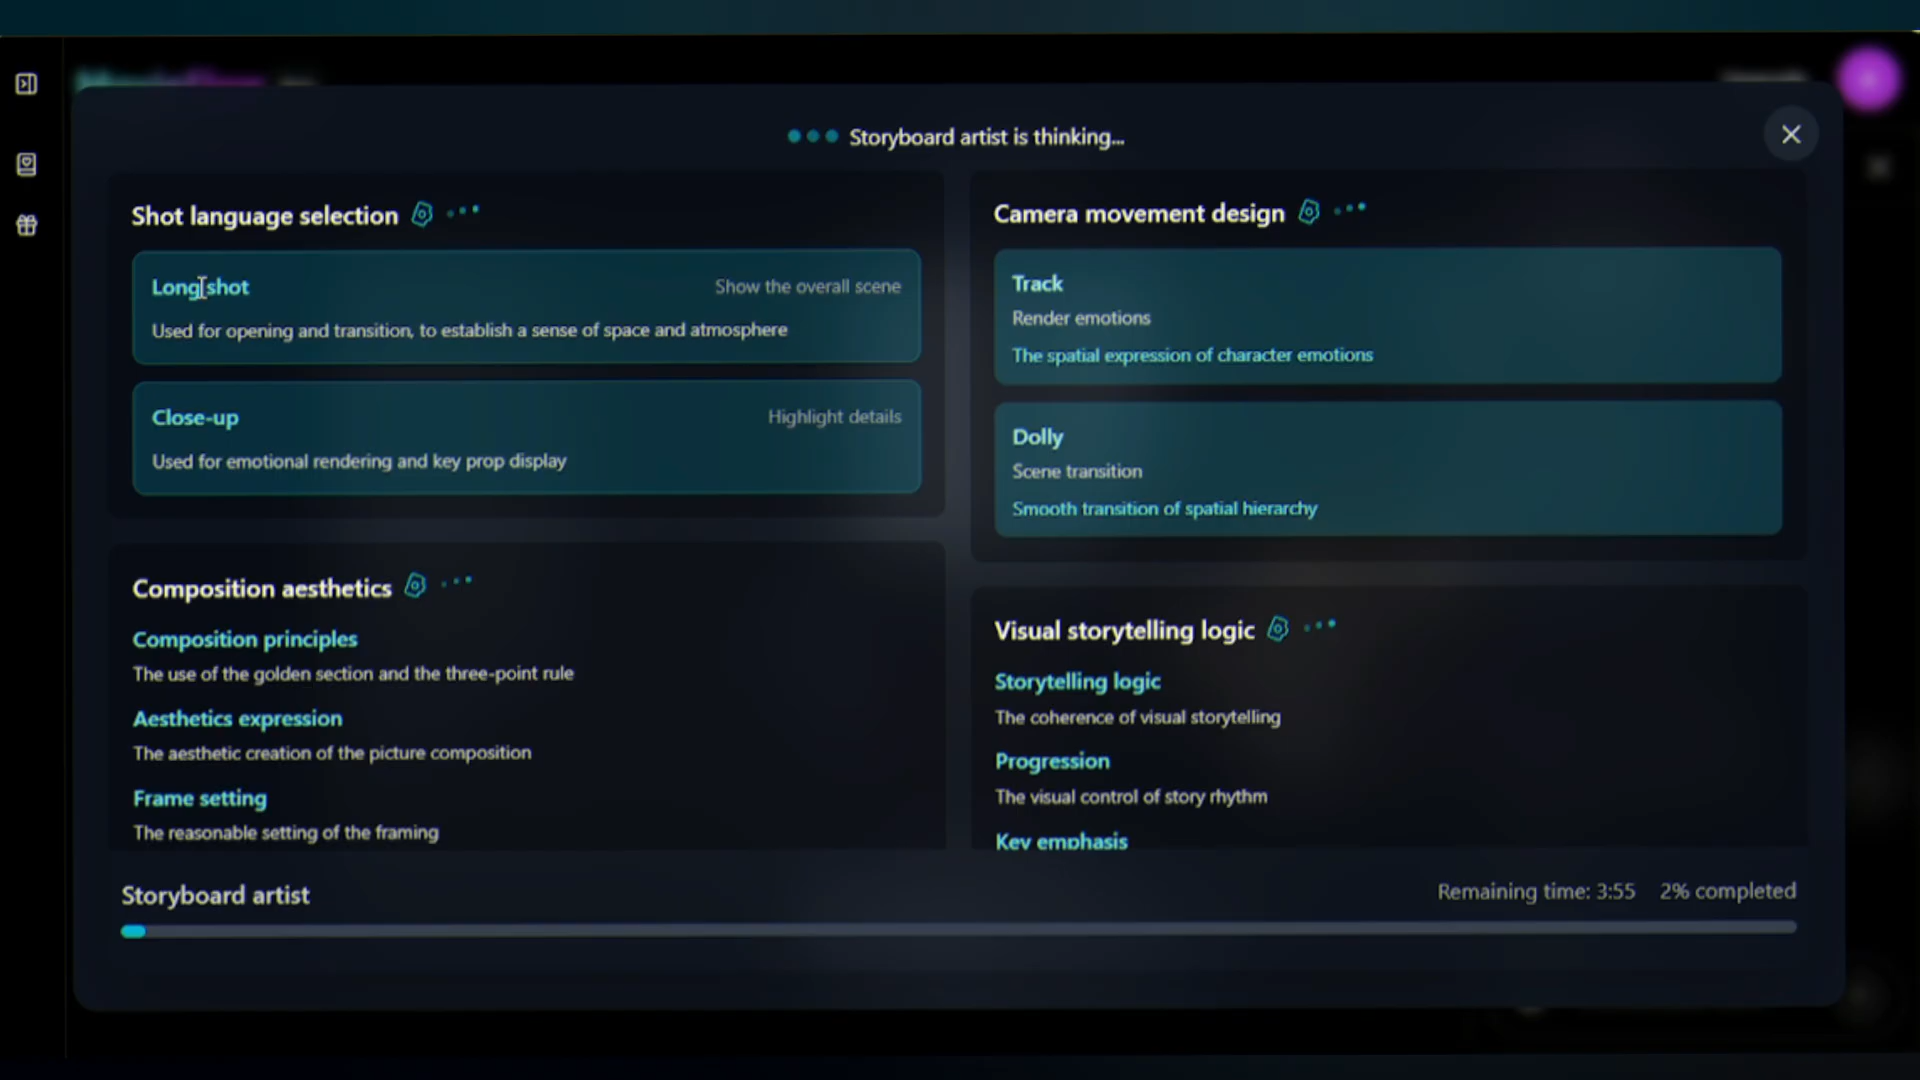 Storyboard artist is thinking...
Shot language selection
Long shot
Show the overall scene
Used for opening and transition, to establish a sense of space and atmosphere
Close-up
Highlight details
Used for emotional rendering and key prop display
Camera movement design
Track
Render emotions
The spatial expression of character emotions
Dolly
Scene transition
Smooth transition of spatial hierarchy
Composition aesthetics
Composition principles
The use of the golden section and the three-point rule
Aesthetics expression
The aesthetic creation of the picture composition
Frame setting
The reasonable setting of the framing
Visual storytelling logic
Storytelling logic
The coherence of visual storytelling
Progression
The visual control of story rhythm
Key emphasis
Storyboard artist
Remaining time: 3:55
2% completed